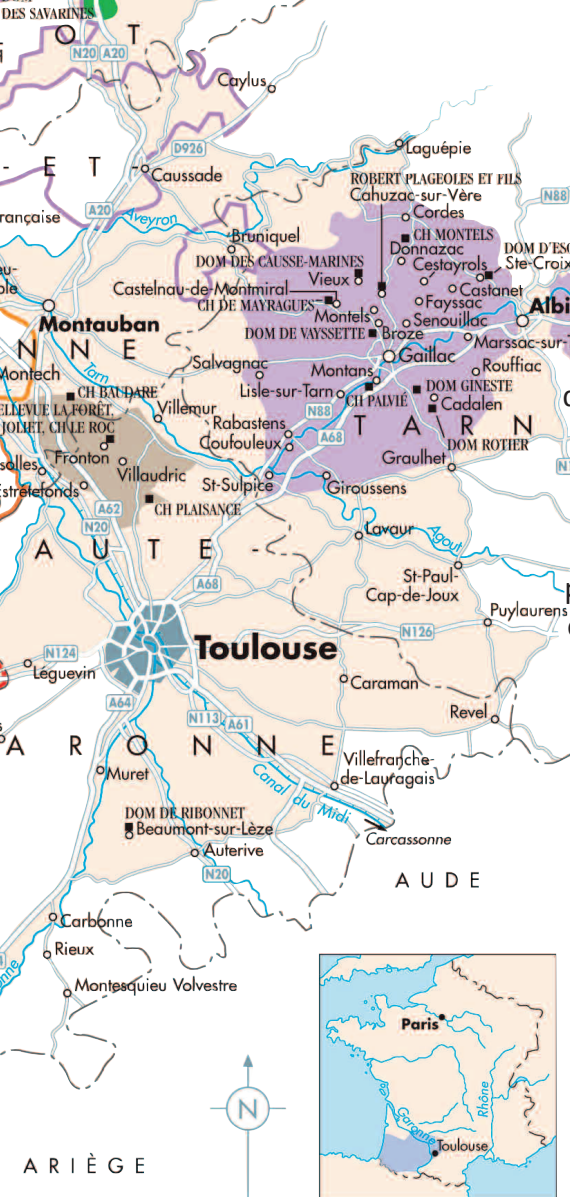 DES SAVARINES
O T
N20
A20
Caylus
D926
Laguépie
- E T -
Caussade
ROBERT PLAGEOLES ET FILS
Cahuzac-sur-Vère
N88
A20
Cordes
rançaise
Aveyron
Bruniquel
CH MONTELS
Donnazac
DOM D'ESC
DOM DES CAUSSE-MARINES
Cestayrols
Ste-Croix
Vieux
Castelnau-de-Montmiral
Castanet
CH DE MAYRAGUES
Fayssac
Albi
Montels
Senouillac
Montauban
DOM DE VAYSSETTE
Broze
Marssac-sur-T
N N E
Gaillac
Salvagnac
Rouffiac
Montech
Tarn
Montans
CH BAUDARE
Lisle-sur-Tarn
DOM GINESTE
CH PALVIÉ
Cadalen
ELLEVUE LA FORÊT,
Villemur
N88
JOLIET, CH LE ROC
Rabastens
T A R N
A68
Coufouleux
DOM ROTIER
Fronton
Graulhet
solles
Villaudric
St-Sulpice
Giroussens
Estretefonds
CH PLAISANCE
A62
N20
Lavaur
Agout
A U T E -
St-Paul-
Cap-de-Joux
A68
Puylaurens
N126
Toulouse
N124
Léguevin
Caraman
A64
Revel
N113
A61
A R O N N E
Villefranche-
de-Lauragais
Muret
Canal du Midi
DOM DE RIBONNET
Beaumont-sur-Lèze
Carcassonne
Auterive
N20
AUDE
Carbonne
Rieux
onne
Montesquieu Volvestre
Paris
N
Rhône
Garonne
Toulouse
ARIÈGE